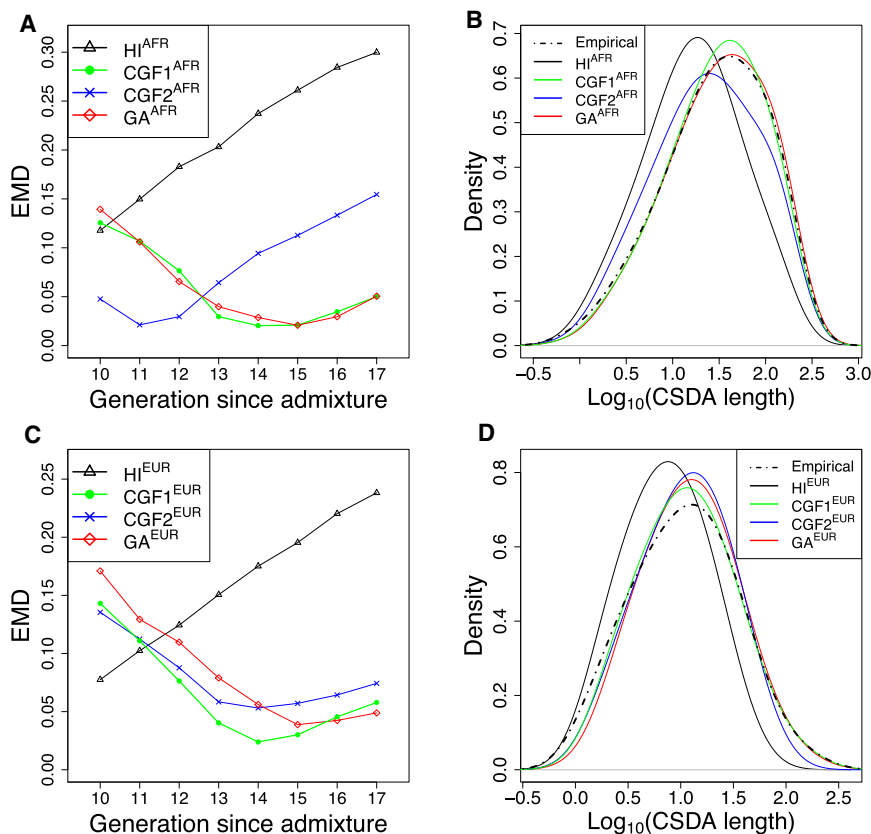 A
EMD
0.00 0.05 0.10 0.15 0.20 0.25 0.30
HI^AFR
CGF1^AFR
CGF2^AFR
GA^AFR
10 11 12 13 14 15 16 17
Generation since admixture
B
Density
0.0 0.1 0.2 0.3 0.4 0.5 0.6 0.7
Empirical
HI^AFR
CGF1^AFR
CGF2^AFR
GA^AFR
−0.5 0.5 1.0 1.5 2.0 2.5 3.0
Log₁₀(CSDA length)
C
EMD
0.00 0.05 0.10 0.15 0.20 0.25
HI^EUR
CGF1^EUR
CGF2^EUR
GA^EUR
10 11 12 13 14 15 16 17
Generation since admixture
D
Density
0.0 0.2 0.4 0.6 0.8
Empirical
HI^EUR
CGF1^EUR
CGF2^EUR
GA^EUR
−0.5 0.0 0.5 1.0 1.5 2.0 2.5
Log₁₀(CSDA length)